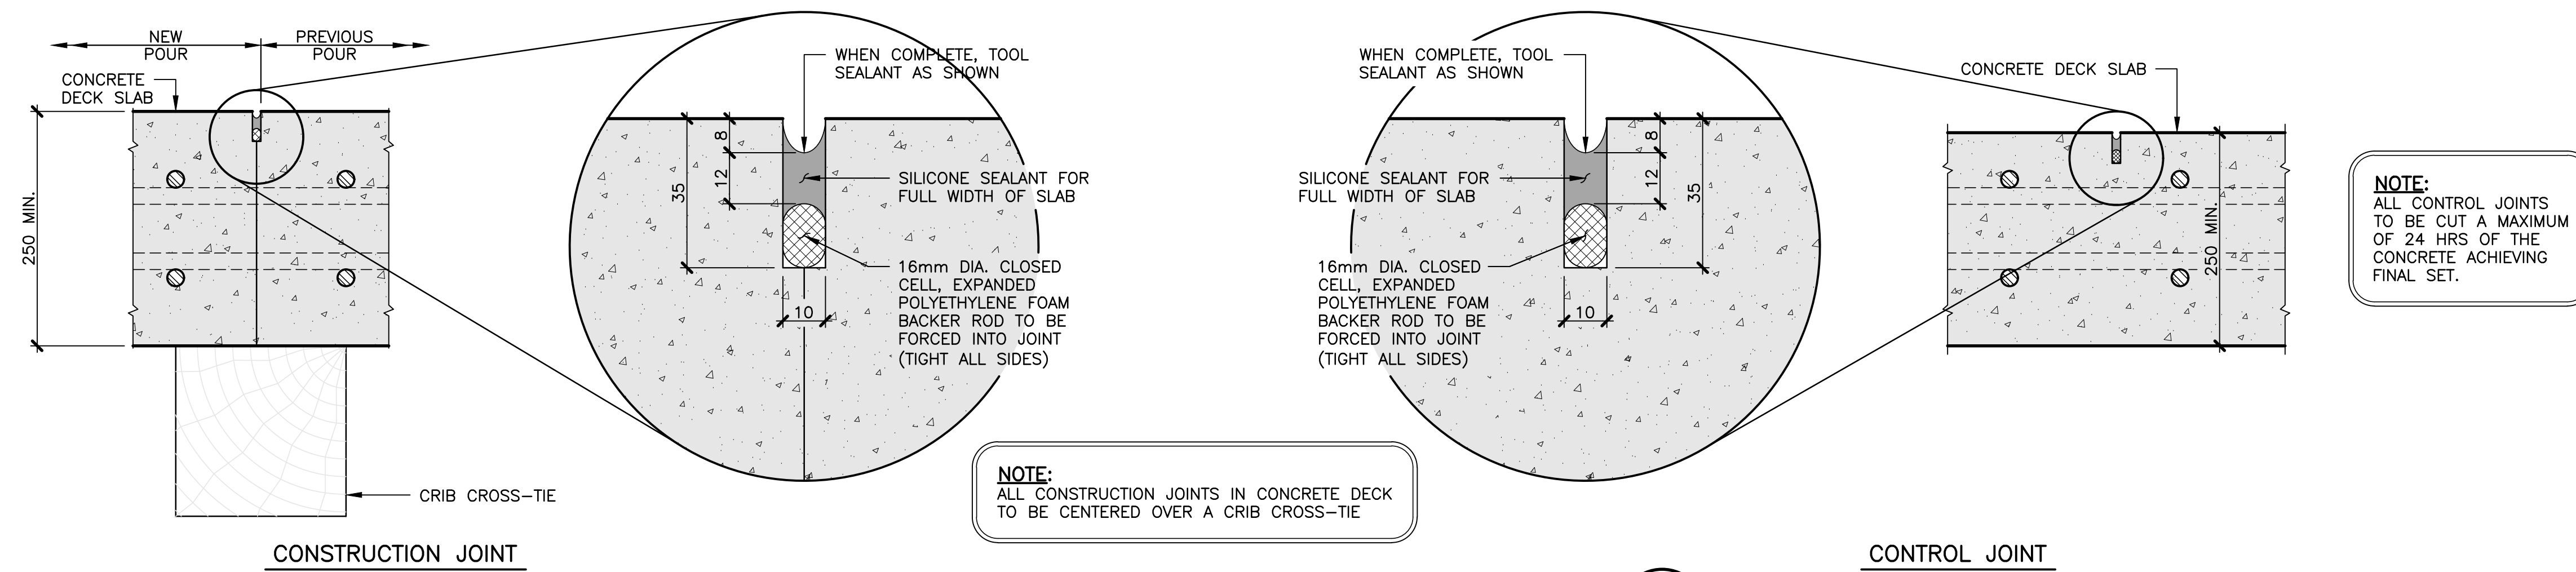 NEW
POUR
PREVIOUS
POUR
CONCRETE
DECK SLAB
250 MIN.
CRIB CROSS-TIE
CONSTRUCTION JOINT
WHEN COMPLETE, TOOL
SEALANT AS SHOWN
35
8
12
10
SILICONE SEALANT FOR
FULL WIDTH OF SLAB
16mm DIA. CLOSED
CELL, EXPANDED
POLYETHYLENE FOAM
BACKER ROD TO BE
FORCED INTO JOINT
(TIGHT ALL SIDES)
NOTE:
ALL CONSTRUCTION JOINTS IN CONCRETE DECK
TO BE CENTERED OVER A CRIB CROSS-TIE
WHEN COMPLETE, TOOL
SEALANT AS SHOWN
SILICONE SEALANT FOR
FULL WIDTH OF SLAB
16mm DIA. CLOSED
CELL, EXPANDED
POLYETHYLENE FOAM
BACKER ROD TO BE
FORCED INTO JOINT
(TIGHT ALL SIDES)
8
12
35
10
CONCRETE DECK SLAB
250 MIN.
CONTROL JOINT
NOTE:
ALL CONTROL JOINTS
TO BE CUT A MAXIMUM
OF 24 HRS OF THE
CONCRETE ACHIEVING
FINAL SET.